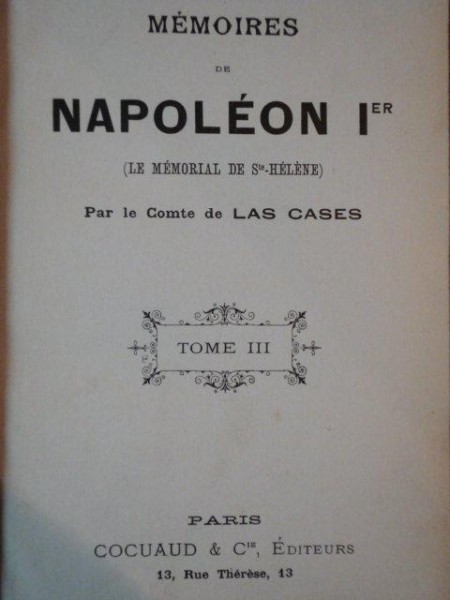 MÉMOIRES
DE
NAPOLÉON IER
(LE MÉMORIAL DE Ste-HÉLÈNE)
Par le Comte de LAS CASES
TOME III
PARIS
COCUAUD & CIE, ÉDITEURS
13, Rue Thérèse, 13